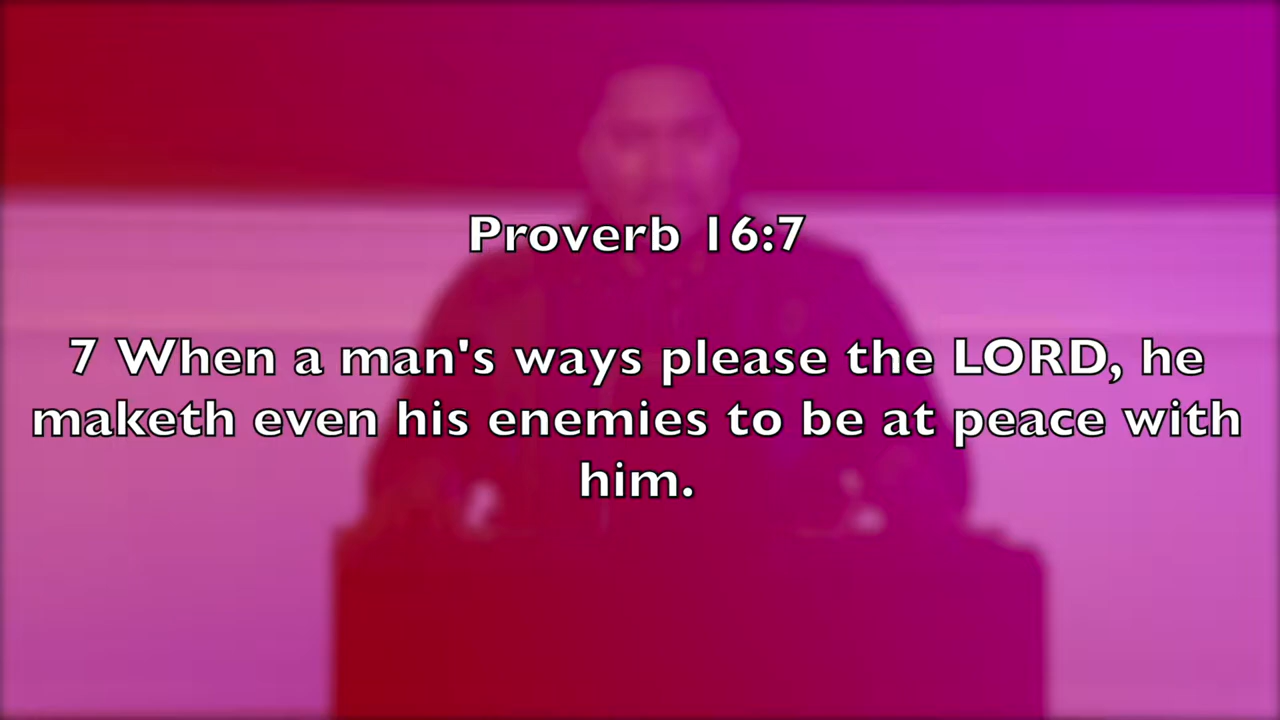 Proverb 16:7
7 When a man's ways please the LORD, he
maketh even his enemies to be at peace with
him.